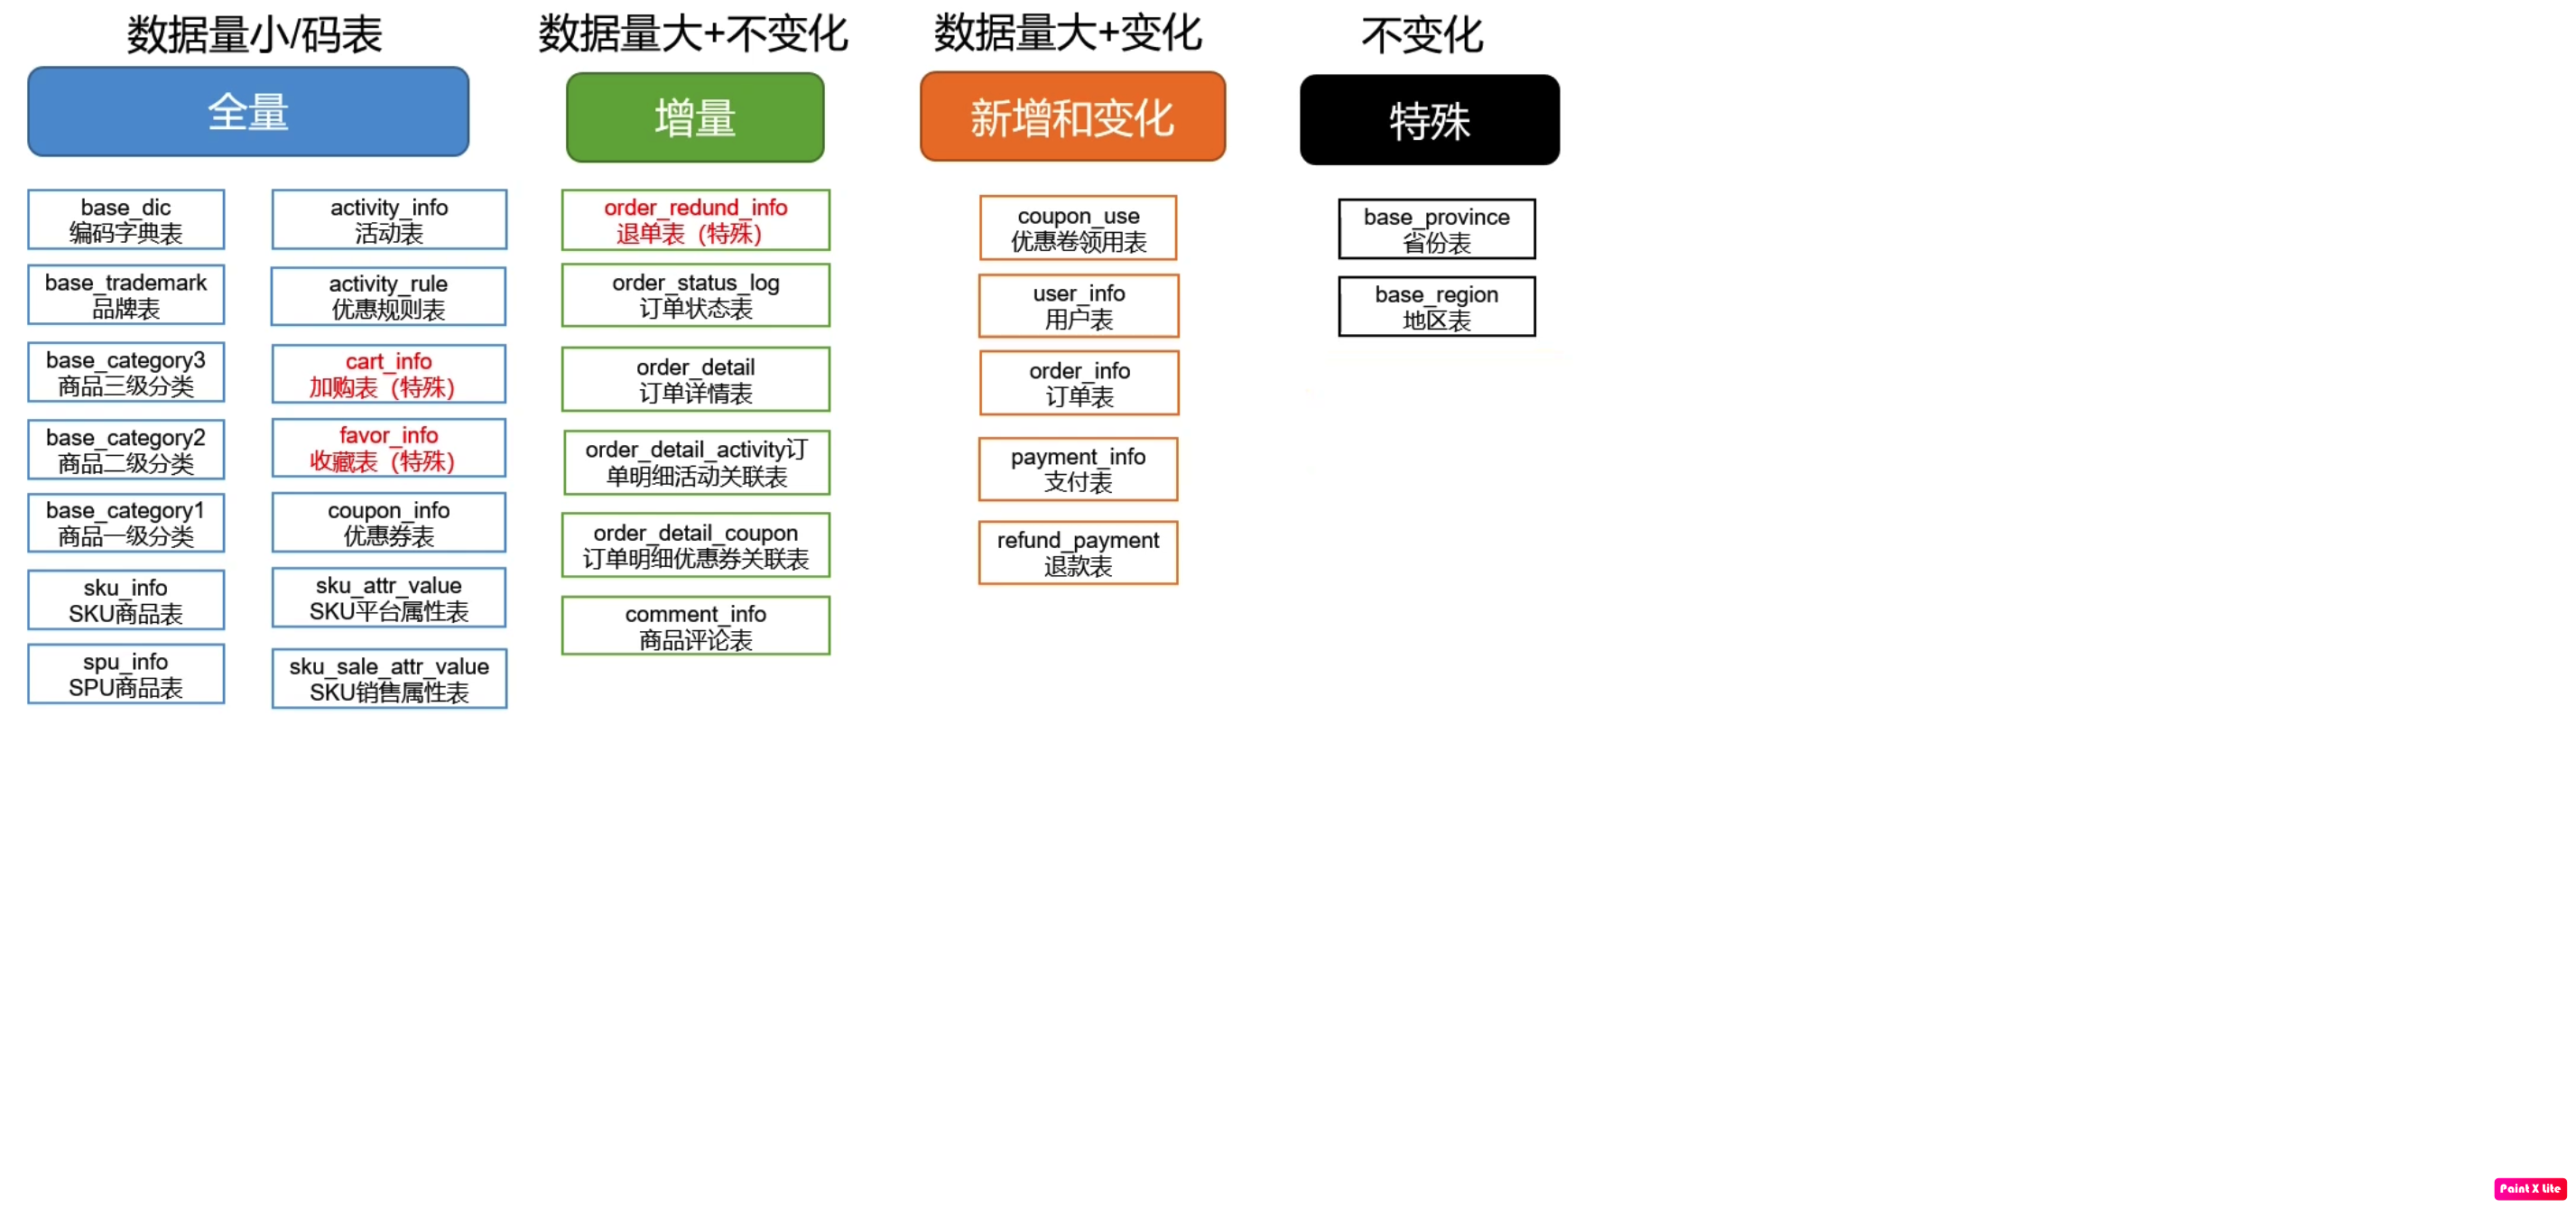 数据量小/码表
全量
base_dic
编码字典表
base_trademark
品牌表
base_category3
商品三级分类
base_category2
商品二级分类
base_category1
商品一级分类
sku_info
SKU商品表
spu_info
SPU商品表
activity_info
活动表
activity_rule
优惠规则表
cart_info
加购表（特殊）
favor_info
收藏表（特殊）
coupon_info
优惠券表
sku_attr_value
SKU平台属性表
sku_sale_attr_value
SKU销售属性表
数据量大+不变化
增量
order_redund_info
退单表（特殊）
order_status_log
订单状态表
order_detail
订单详情表
order_detail_activity订
单明细活动关联表
order_detail_coupon
订单明细优惠券关联表
comment_info
商品评论表
数据量大+变化
新增和变化
coupon_use
优惠卷领用表
user_info
用户表
order_info
订单表
payment_info
支付表
refund_payment
退款表
不变化
特殊
base_province
省份表
base_region
地区表
Paint X Lite